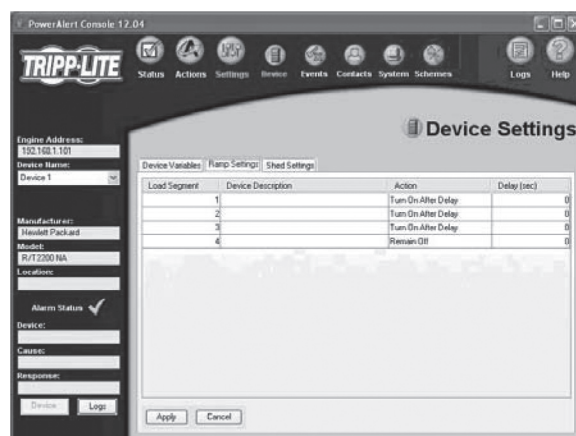 PowerAlert Console 12.04
TRIPP·LITE
Status Actions Settings Device Events Contacts System Schemes Logs Help
Device Settings
Engine Address:
192.168.1.101
Device Name:
Device 1
Manufacturer:
Hewlett Packard
Model:
R/T2200 NA
Location:
Alarm Status
Device:
Cause:
Response:
Device Logs
Device Variables Ramp Settings Shed Settings
Load Segment Device Description Action Delay (sec)
1 Turn On After Delay 0
2 Turn On After Delay 0
3 Turn On After Delay 0
4 Remain Off 0
Apply Cancel